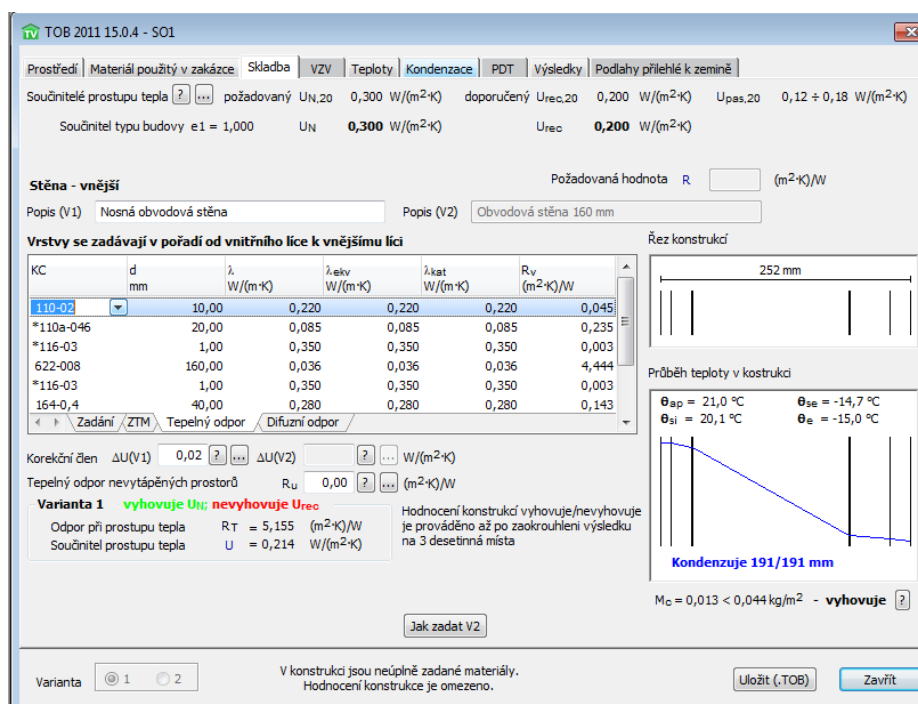 TOB 2011 15.0.4 - SO1
Prostředí Materiál použitý v zakázce Skladba VZV Teploty Kondenzace PDT Výsledky Podlahy přilehlé k zemině
Součinitelé prostupu tepla ? ... požadovaný UN,20 0,300 W/(m²·K) doporučený Urec,20 0,200 W/(m²·K) Upas,20 0,12 ÷ 0,18 W/(m²·K)
Součinitel typu budovy e1 = 1,000 UN 0,300 W/(m²·K) Urec 0,200 W/(m²·K)
Požadovaná hodnota R (m²·K)/W
Stěna - vnější
Popis (V1) Nosná obvodová stěna Popis (V2) Obvodová stěna 160 mm
Vrstvy se zadávají v pořadí od vnitřního líce k vnějšímu líci
KC d λ λekv λkat Rv
mm W/(m·K) W/(m·K) W/(m·K) (m²·K)/W
110-02 10,00 0,220 0,220 0,220 0,045
*110a-046 20,00 0,085 0,085 0,085 0,235
*116-03 1,00 0,350 0,350 0,350 0,003
622-008 160,00 0,036 0,036 0,036 4,444
*116-03 1,00 0,350 0,350 0,350 0,003
164-0,4 40,00 0,280 0,280 0,280 0,143
Zadání ZTM Tepelný odpor Difuzní odpor
Řez konstrukcí
252 mm
Průběh teploty v kostrukci
θap = 21,0 ºC θse = -14,7 ºC
θsi = 20,1 ºC θe = -15,0 ºC
Kondenzuje 191/191 mm
Mc = 0,013 < 0,044 kg/m² - vyhovuje ?
Korekční člen ΔU(V1) 0,02 ? ... ΔU(V2) ? ... W/(m²·K)
Tepelný odpor nevytápěných prostorů Ru 0,00 ? ... (m²·K)/W
Varianta 1 vyhovuje UN; nevyhovuje Urec
Odpor při prostupu tepla RT = 5,155 (m²·K)/W
Součinitel prostupu tepla U = 0,214 W/(m²·K)
Hodnocení konstrukcí vyhovuje/nevyhovuje
je prováděno až po zaokrouhleni výsledku
na 3 desetinná místa
Jak zadat V2
Varianta 1 2
V konstrukci jsou neúplně zadané materiály.
Hodnocení konstrukce je omezeno.
Uložit (.TOB) Zavřít